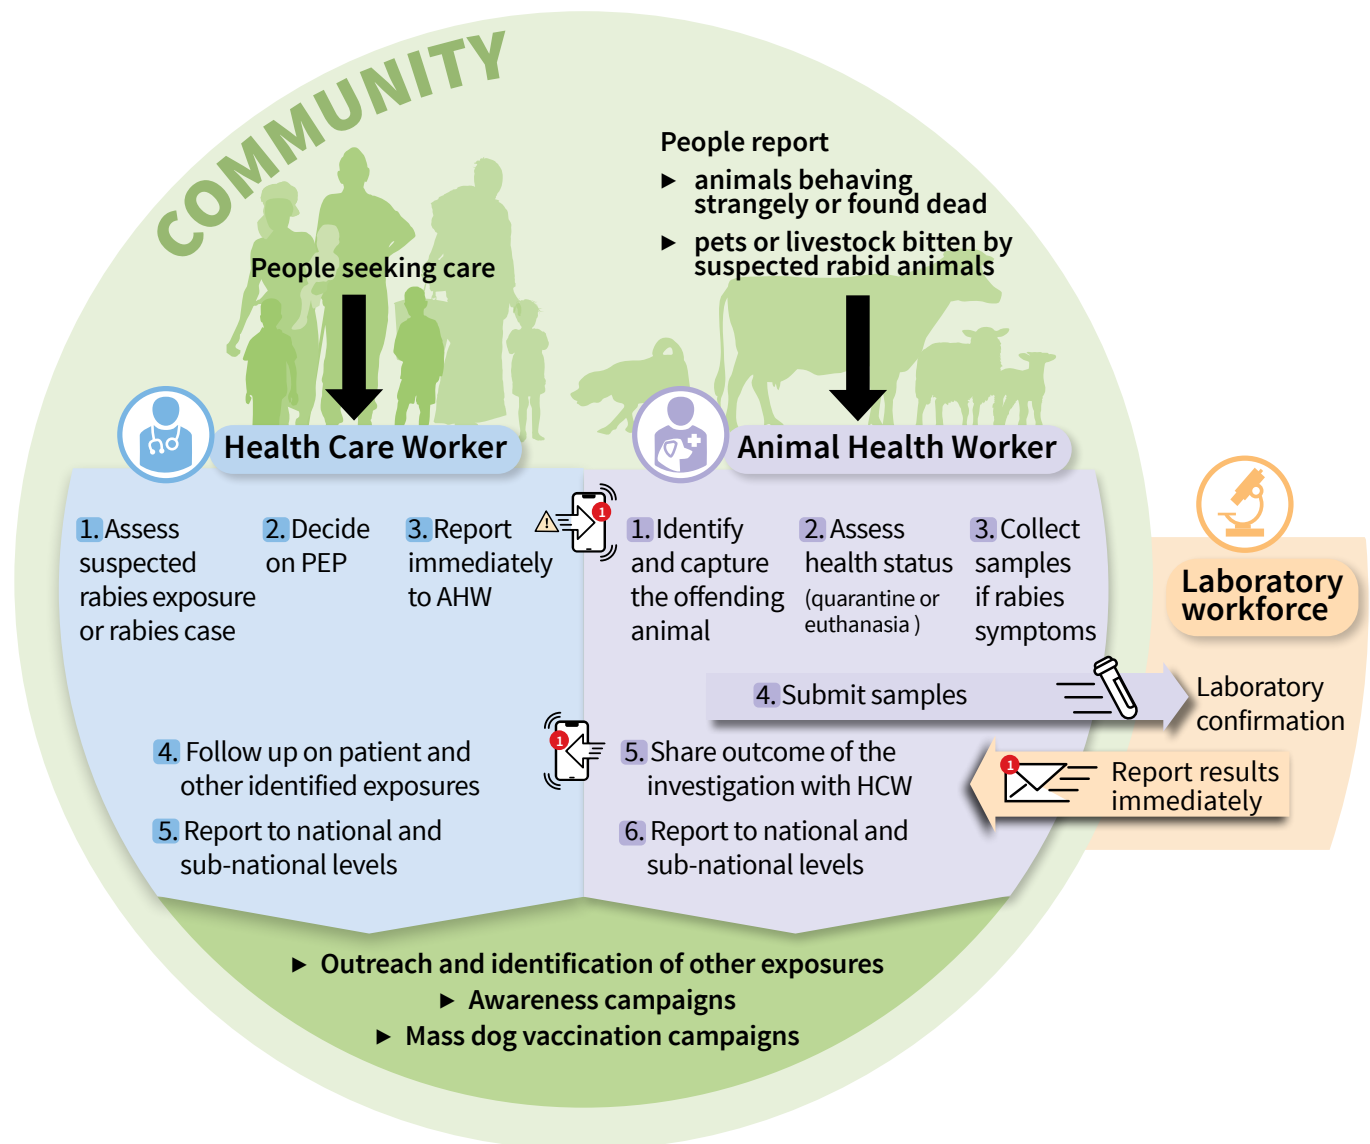 COMMUNITY
People seeking care
People report
► animals behaving
strangely or found dead
► pets or livestock bitten by
suspected rabid animals
Health Care Worker
1. Assess
suspected
rabies exposure
or rabies case
2. Decide
on PEP
3. Report
immediately
to AHW
1
Animal Health Worker
1. Identify
and capture
the offending
animal
2. Assess
health status
(quarantine or
euthanasia )
3. Collect
samples
if rabies
symptoms
Laboratory
workforce
4. Submit samples
Laboratory
confirmation
4. Follow up on patient and
other identified exposures
5. Report to national and
sub-national levels
1
5. Share outcome of the
investigation with HCW
6. Report to national and
sub-national levels
1
Report results
immediately
► Outreach and identification of other exposures
► Awareness campaigns
► Mass dog vaccination campaigns